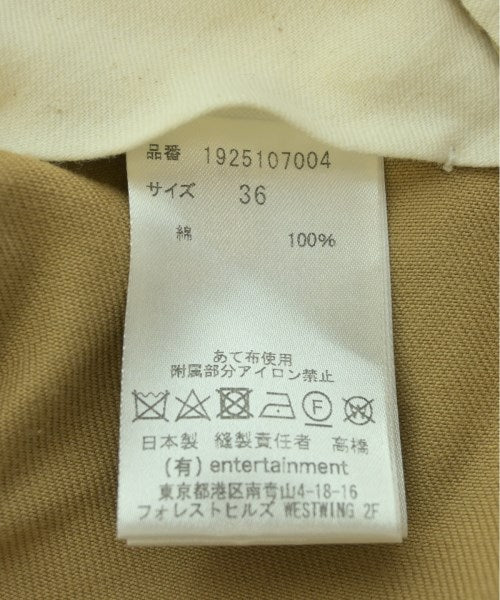 品番 1925107004
サイズ 36
綿 100%
あて布使用
附属部分アイロン禁止
F W
日本製 縫製責任者 高橋
(有) entertainment
東京都港区南青山4-18-16
フォレストヒルズ WESTWING 2F